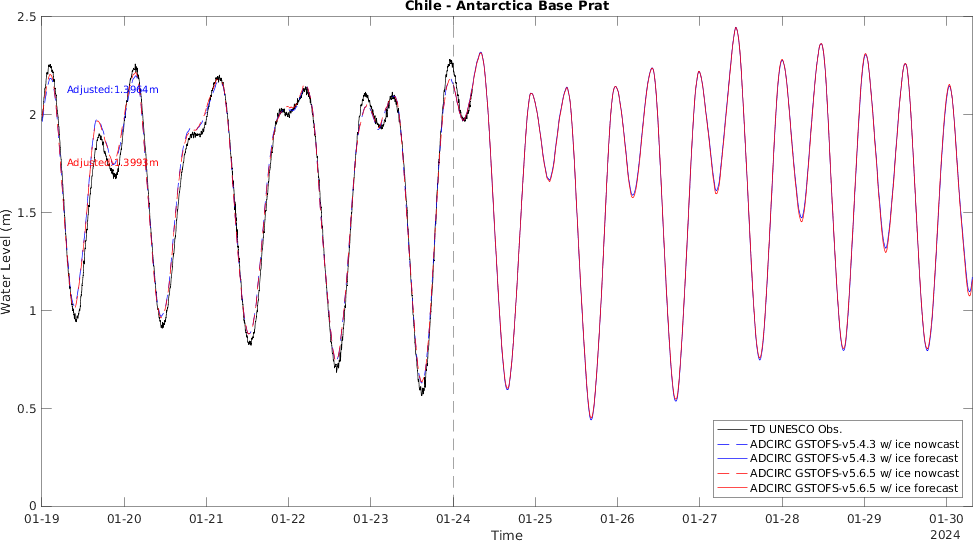 Chile - Antarctica Base Prat
2.5
2
1.5
1
0.5
0
Water Level (m)
Adjusted:1.3964m
Adjusted:1.3993m
TD UNESCO Obs.
ADCIRC GSTOFS-v5.4.3 w/ ice nowcast
ADCIRC GSTOFS-v5.4.3 w/ ice forecast
ADCIRC GSTOFS-v5.6.5 w/ ice nowcast
ADCIRC GSTOFS-v5.6.5 w/ ice forecast
01-19 01-20 01-21 01-22 01-23 01-24 01-25 01-26 01-27 01-28 01-29 01-30
Time
2024